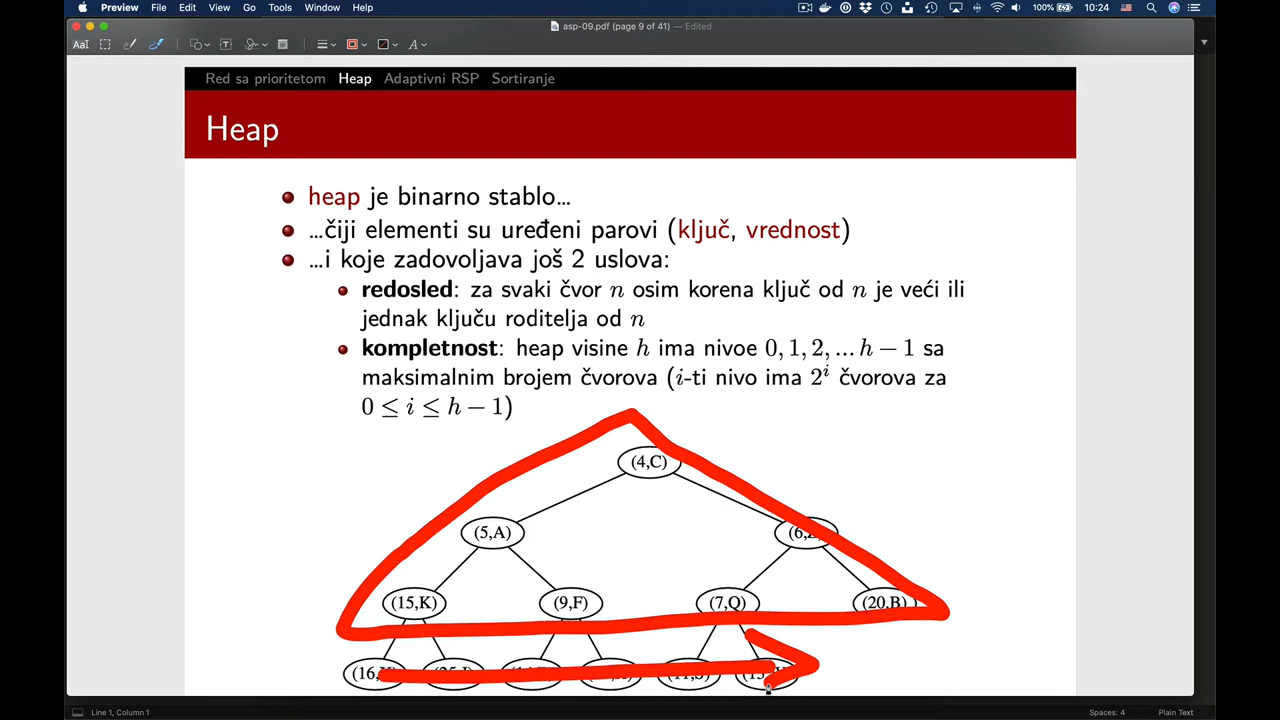 Preview File Edit View Go Tools Window Help 100% 10:24
asp-09.pdf (page 9 of 41) — Edited
Red sa prioritetom Heap Adaptivni RSP Sortiranje
Heap
heap je binarno stablo...
...čiji elementi su uređeni parovi (ključ, vrednost)
...i koje zadovoljava još 2 uslova:
redosled: za svaki čvor n osim korena ključ od n je veći ili
jednak ključu roditelja od n
kompletnost: heap visine h ima nivoe 0, 1, 2, ... h − 1 sa
maksimalnim brojem čvorova (i-ti nivo ima 2^i čvorova za
0 ≤ i ≤ h − 1)
(4,C)
(5,A) (6,
(15,K) (9,F) (7,Q) (20,B)
(16,
Line 1, Column 1 Spaces: 4 Plain Text